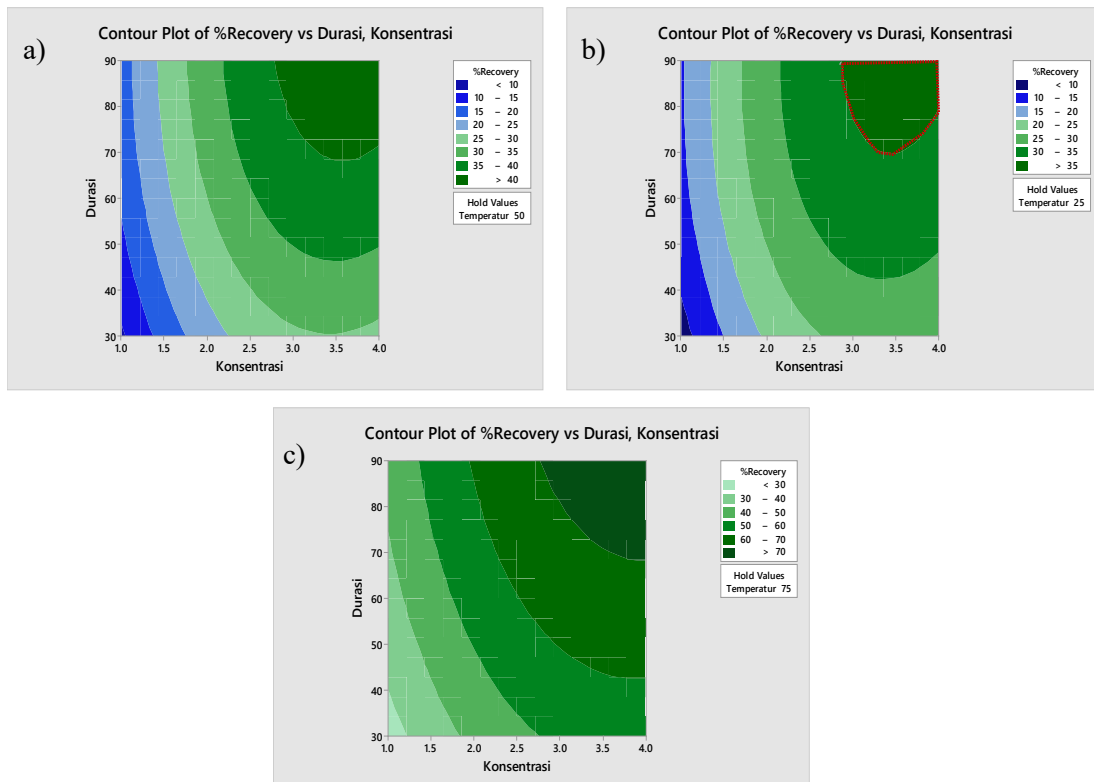 a)
Contour Plot of %Recovery vs Durasi, Konsentrasi
90
80
70
60
50
40
30
Durasi
1.0 1.5 2.0 2.5 3.0 3.5 4.0
Konsentrasi
%Recovery
< 10
10 – 15
15 – 20
20 – 25
25 – 30
30 – 35
35 – 40
> 40
Hold Values
Temperatur 50
b)
Contour Plot of %Recovery vs Durasi, Konsentrasi
90
80
70
60
50
40
30
Durasi
1.0 1.5 2.0 2.5 3.0 3.5 4.0
Konsentrasi
%Recovery
< 10
10 – 15
15 – 20
20 – 25
25 – 30
30 – 35
> 35
Hold Values
Temperatur 25
c)
Contour Plot of %Recovery vs Durasi, Konsentrasi
90
80
70
60
50
40
30
Durasi
1.0 1.5 2.0 2.5 3.0 3.5 4.0
Konsentrasi
%Recovery
< 30
30 – 40
40 – 50
50 – 60
60 – 70
> 70
Hold Values
Temperatur 75